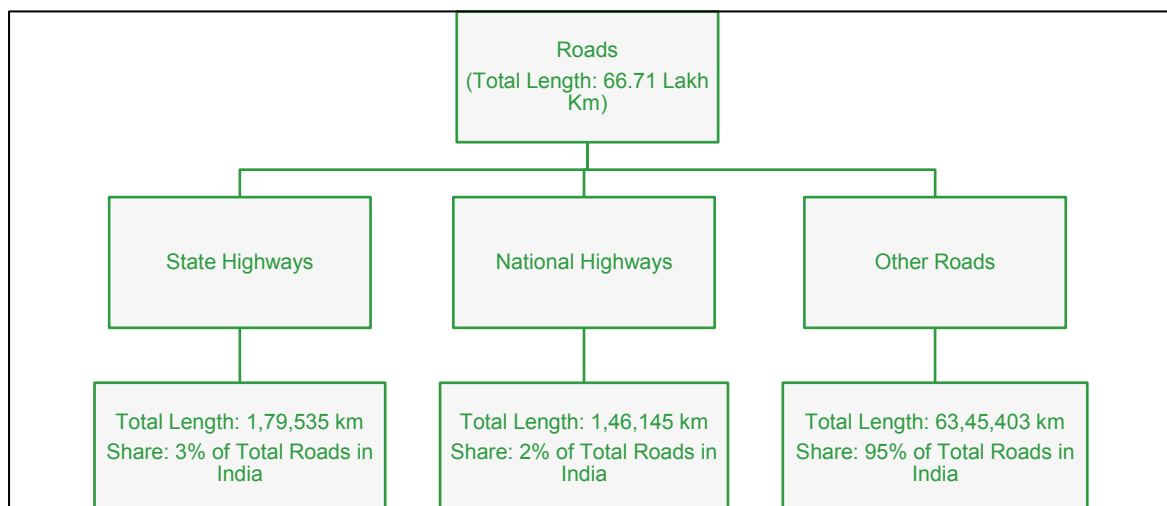 Roads
(Total Length: 66.71 Lakh
Km)
State Highways
National Highways
Other Roads
Total Length: 1,79,535 km
Share: 3% of Total Roads in
India
Total Length: 1,46,145 km
Share: 2% of Total Roads in
India
Total Length: 63,45,403 km
Share: 95% of Total Roads in
India